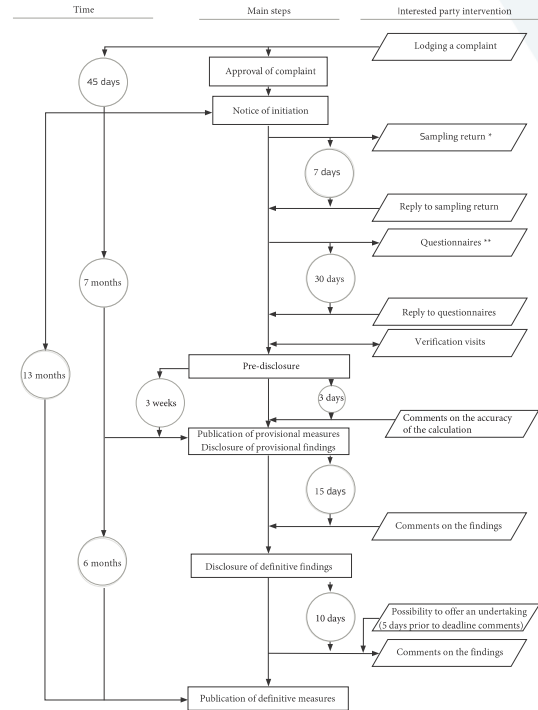 Time
Main steps
Interested party intervention
Lodging a complaint
45 days
Approval of complaint
Notice of initiation
Sampling return *
7 days
Reply to sampling return
Questionnaires **
7 months
30 days
Reply to questionnaires
Verification visits
Pre-disclosure
13 months
3 weeks
3 days
Comments on the accuracy
of the calculation
Publication of provisional measures
Disclosure of provisional findings
15 days
Comments on the findings
6 months
Disclosure of definitive findings
10 days
Possibility to offer an undertaking
(5 days prior to deadline comments)
Comments on the findings
Publication of definitive measures